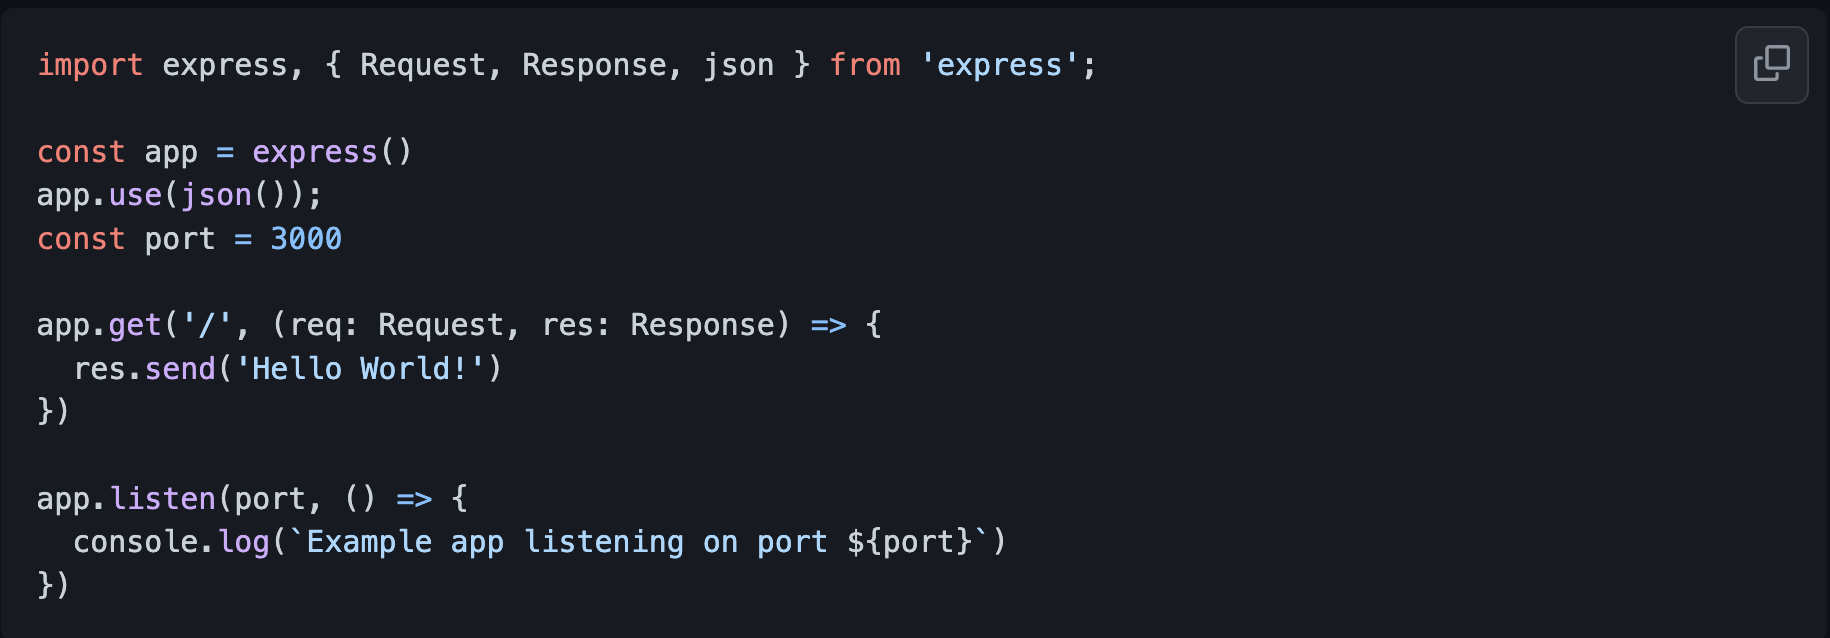 import express, { Request, Response, json } from 'express';

const app = express()
app.use(json());
const port = 3000

app.get('/', (req: Request, res: Response) => {
  res.send('Hello World!')
})

app.listen(port, () => {
  console.log(`Example app listening on port ${port}`)
})